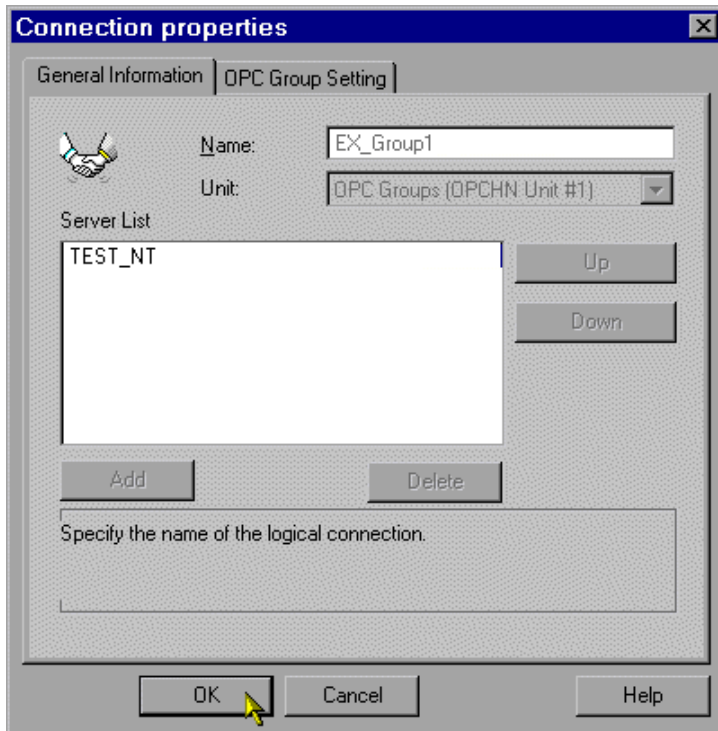 Connection properties
General Information
OPC Group Setting
Name: EX_Group1
Unit: OPC Groups (OPCHN Unit #1)
Server List
TEST_NT
Up
Down
Add Delete
Specify the name of the logical connection.
OK Cancel Help